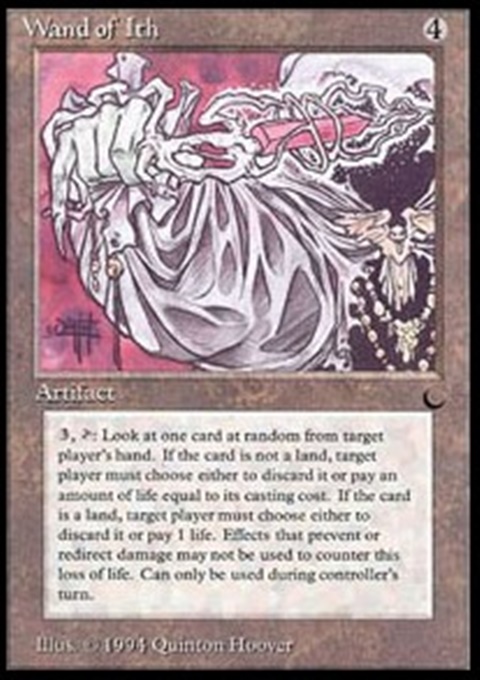 Wand of Ith 4
Artifact
3, T: Look at one card at random from target
player's hand. If the card is not a land, target
player must choose either to discard it or pay an
amount of life equal to its casting cost. If the card
is a land, target player must choose either to
discard it or pay 1 life. Effects that prevent or
redirect damage may not be used to counter this
loss of life. Can only be used during controller's
turn.
Illus. © 1994 Quinton Hoover